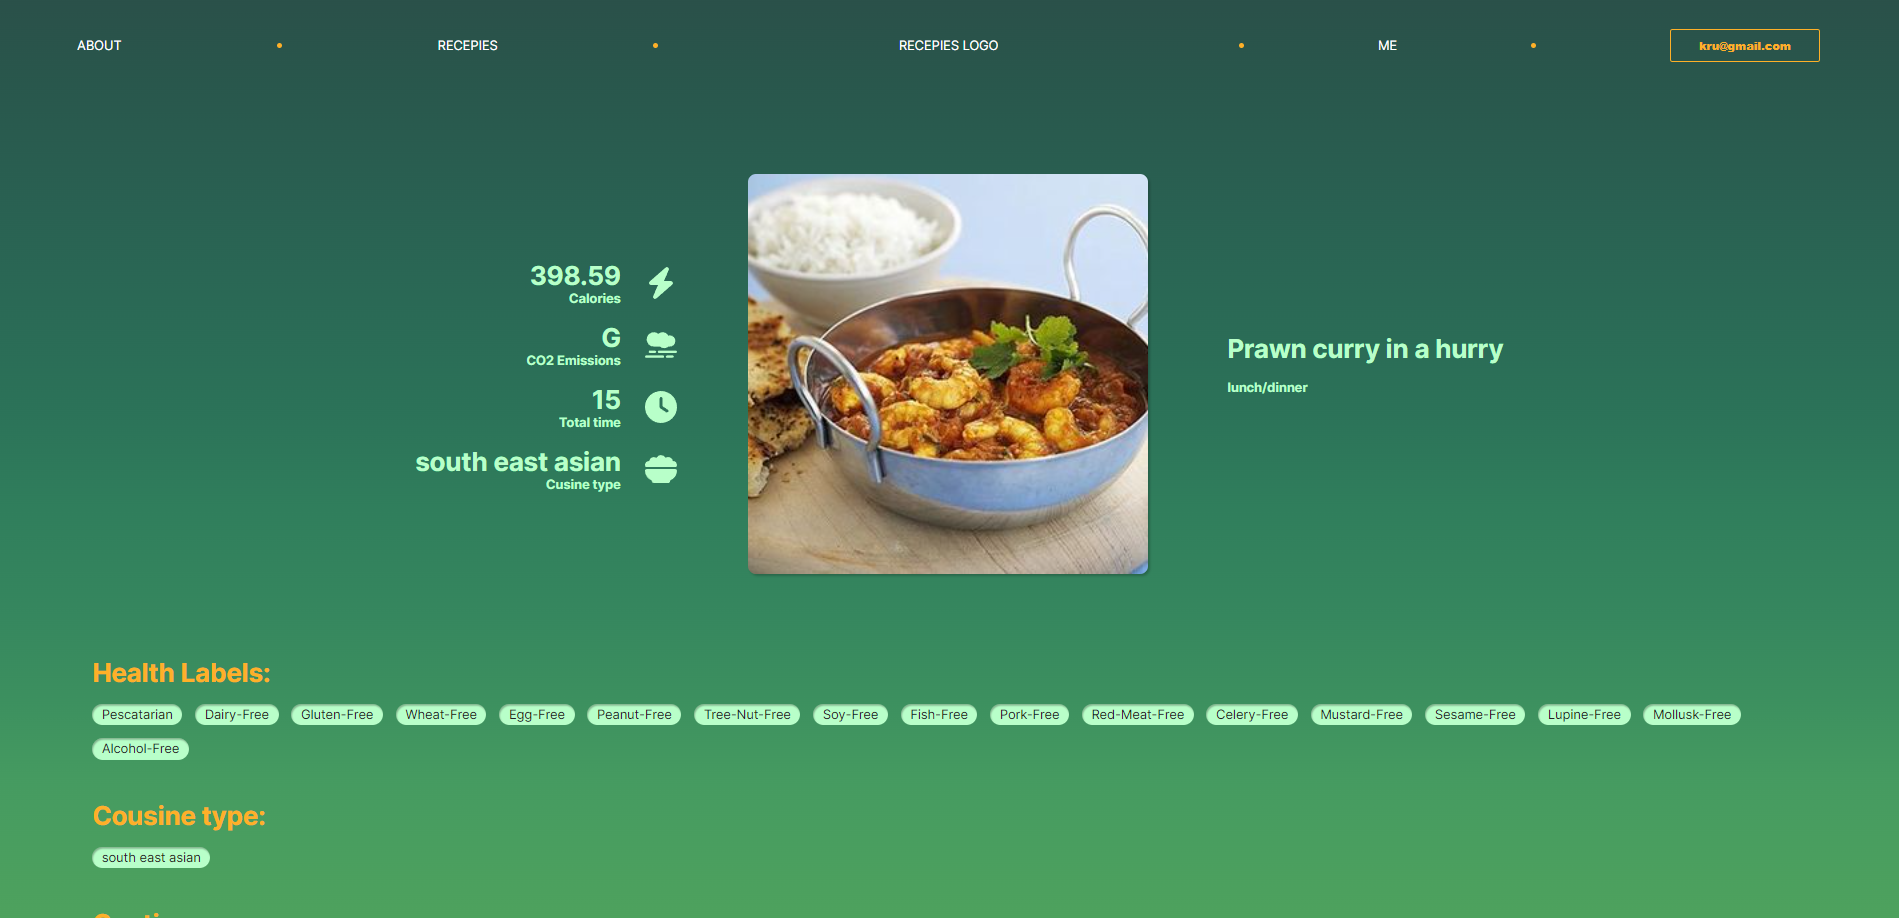 ABOUT
RECEPIES
RECEPIES LOGO
ME
kru@gmail.com
398.59
Calories
G
CO2 Emissions
15
Total time
south east asian
Cusine type
Prawn curry in a hurry
lunch/dinner
Health Labels:
Pescatarian Dairy-Free Gluten-Free Wheat-Free Egg-Free Peanut-Free Tree-Nut-Free Soy-Free Fish-Free Pork-Free Red-Meat-Free Celery-Free Mustard-Free Sesame-Free Lupine-Free Mollusk-Free
Alcohol-Free
Cousine type:
south east asian